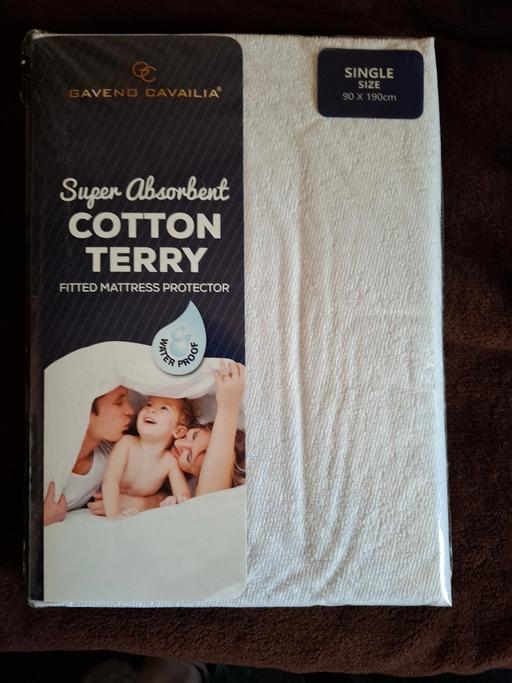 GC
GAVENO CAVAILIA®
Super Absorbent
COTTON
TERRY
FITTED MATTRESS PROTECTOR
WATER PROOF
SINGLE
SIZE
90 X 190cm